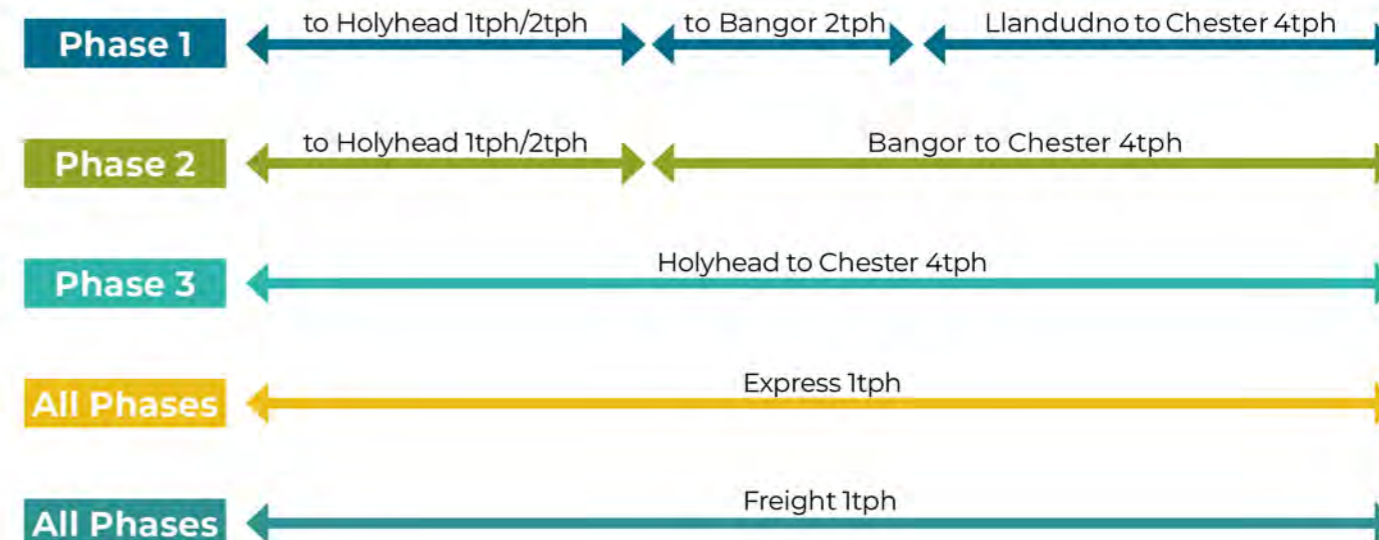 Phase 1
to Holyhead 1tph/2tph
to Bangor 2tph
Llandudno to Chester 4tph
Phase 2
to Holyhead 1tph/2tph
Bangor to Chester 4tph
Phase 3
Holyhead to Chester 4tph
All Phases
Express 1tph
All Phases
Freight 1tph